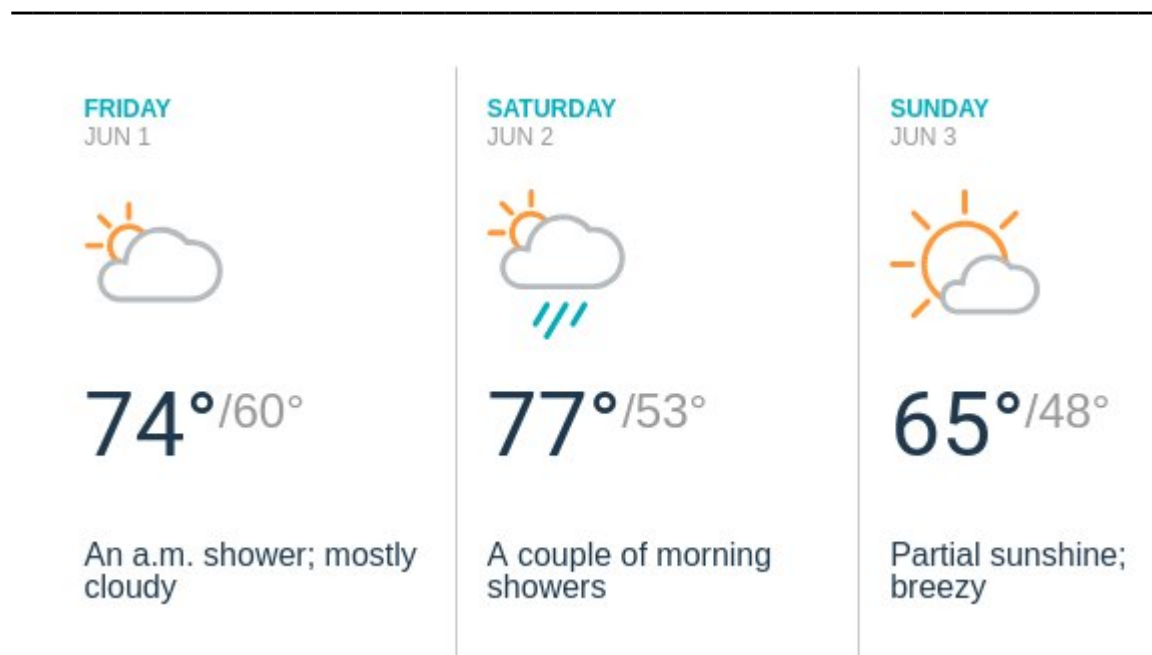 FRIDAY
JUN 1
74°/60°
An a.m. shower; mostly
cloudy
SATURDAY
JUN 2
77°/53°
A couple of morning
showers
SUNDAY
JUN 3
65°/48°
Partial sunshine;
breezy